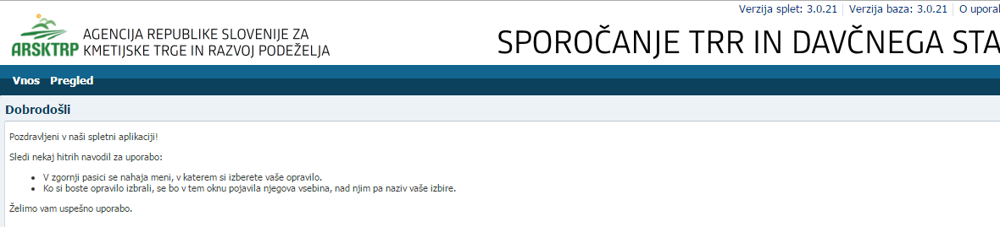 Verzija splet: 3.0.21 Verzija baza: 3.0.21 O uporal
ARSKTRP
AGENCIJA REPUBLIKE SLOVENIJE ZA
KMETIJSKE TRGE IN RAZVOJ PODEŽELJA
SPOROČANJE TRR IN DAVČNEGA STA
Vnos Pregled
Dobrodošli
Pozdravljeni v naši spletni aplikaciji!
Sledi nekaj hitrih navodil za uporabo:
• V zgornji pasici se nahaja meni, v katerem si izberete vaše opravilo.
• Ko si boste opravilo izbrali, se bo v tem oknu pojavila njegova vsebina, nad njim pa naziv vaše izbire.
Želimo vam uspešno uporabo.